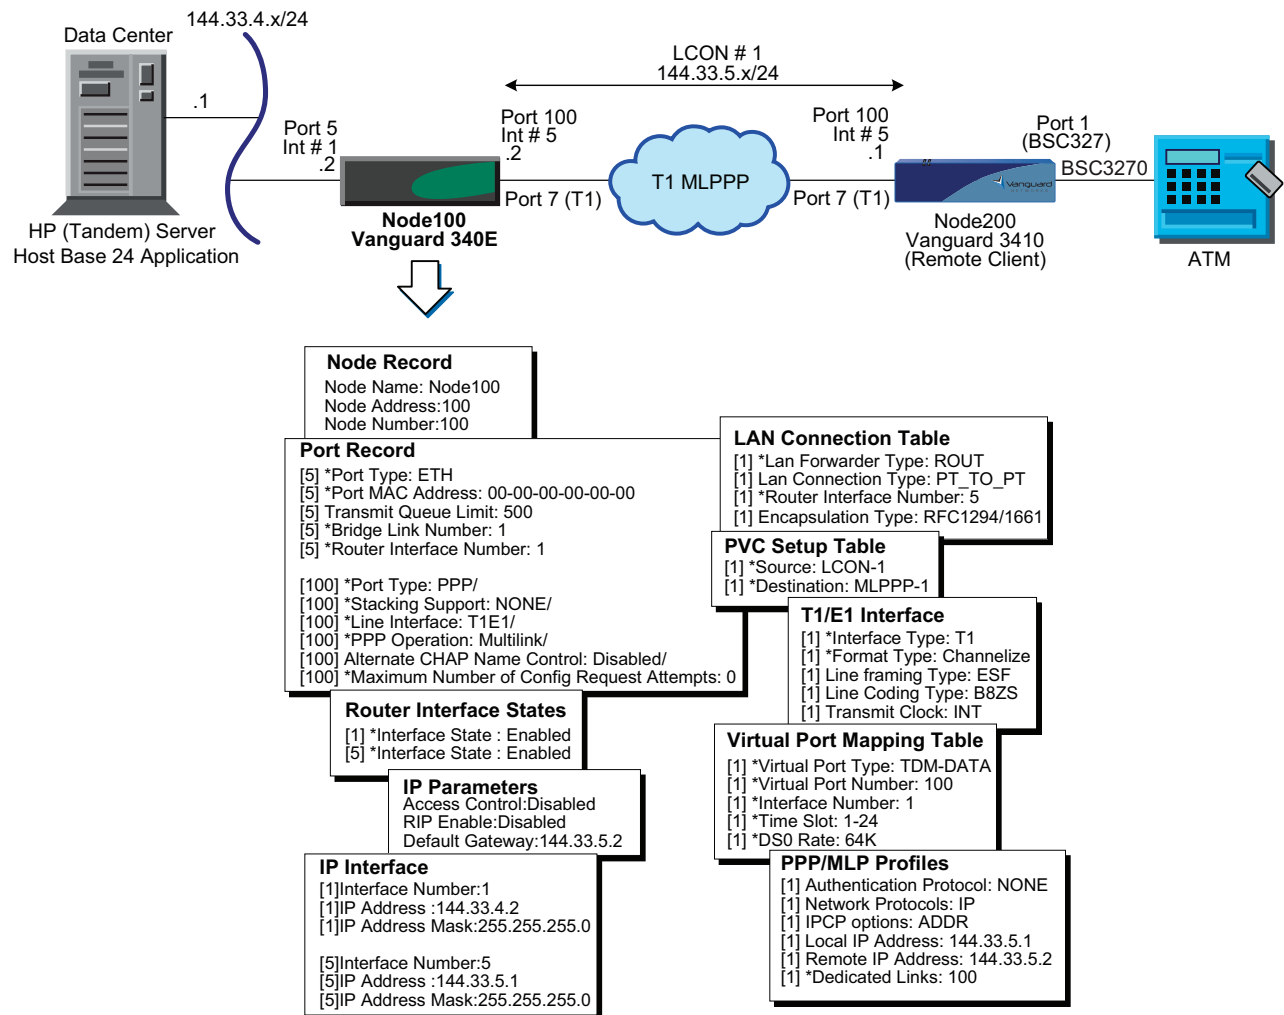 144.33.4.x/24
Data Center
LCON # 1
144.33.5.x/24
.1
Port 5
Int # 1
.2
Port 100
Int # 5
.2
Port 100
Int # 5
.1
Port 1
(BSC327)
BSC3270
T1 MLPPP
Vanguard
NETWORKS
Port 7 (T1)
Port 7 (T1)
HP (Tandem) Server
Host Base 24 Application
Node100
Vanguard 340E
Node200
Vanguard 3410
(Remote Client)
ATM
Node Record
Node Name: Node100
Node Address:100
Node Number:100
Port Record
[5] *Port Type: ETH
[5] *Port MAC Address: 00-00-00-00-00-00
[5] Transmit Queue Limit: 500
[5] *Bridge Link Number: 1
[5] *Router Interface Number: 1
[100] *Port Type: PPP/
[100] *Stacking Support: NONE/
[100] *Line Interface: T1E1/
[100] *PPP Operation: Multilink/
[100] Alternate CHAP Name Control: Disabled/
[100] *Maximum Number of Config Request Attempts: 0
Router Interface States
[1] *Interface State : Enabled
[5] *Interface State : Enabled
IP Parameters
Access Control:Disabled
RIP Enable:Disabled
Default Gateway:144.33.5.2
IP Interface
[1]Interface Number:1
[1]IP Address :144.33.4.2
[1]IP Address Mask:255.255.255.0
[5]Interface Number:5
[5]IP Address :144.33.5.1
[5]IP Address Mask:255.255.255.0
LAN Connection Table
[1] *Lan Forwarder Type: ROUT
[1] Lan Connection Type: PT_TO_PT
[1] *Router Interface Number: 5
[1] Encapsulation Type: RFC1294/1661
PVC Setup Table
[1] *Source: LCON-1
[1] *Destination: MLPPP-1
T1/E1 Interface
[1] *Interface Type: T1
[1] *Format Type: Channelize
[1] Line framing Type: ESF
[1] Line Coding Type: B8ZS
[1] Transmit Clock: INT
Virtual Port Mapping Table
[1] *Virtual Port Type: TDM-DATA
[1] *Virtual Port Number: 100
[1] *Interface Number: 1
[1] *Time Slot: 1-24
[1] *DS0 Rate: 64K
PPP/MLP Profiles
[1] Authentication Protocol: NONE
[1] Network Protocols: IP
[1] IPCP options: ADDR
[1] Local IP Address: 144.33.5.1
[1] Remote IP Address: 144.33.5.2
[1] *Dedicated Links: 100